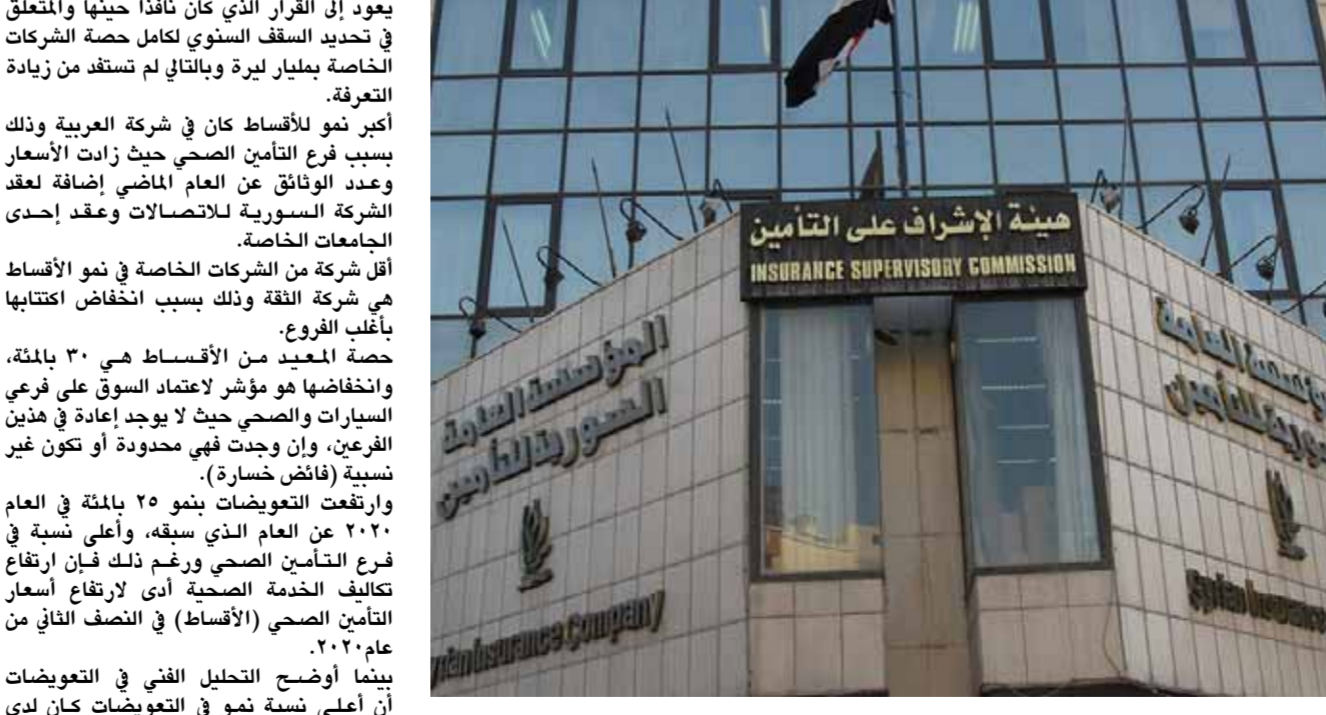 يعود إلى القرار الذي كان نافذاً حينها والمتعلق
في تحديد السقف السنوي لكامل حصة الشركات
الخاصة بمليار ليرة وبالتالي لم تستفد من زيادة
التعرفة.
أكبر نمو للأقساط كان في شركة العربية وذلك
بسبب فرع التأمين الصحي حيث زادت الأسعار
وعدد الوثائق عن العام الماضي إضافة لعقد
الشركة السورية للاتصالات وعقد إحدى
الجامعات الخاصة.
أقل شركة من الشركات الخاصة في نمو الأقساط
هي شركة الثقة وذلك بسبب انخفاض اكتتابها
بأغلب الفروع.
حصة المعيد من الأقساط هي ٣٠ بالمئة،
وانخفاضها هو مؤشر لاعتماد السوق على فرعي
السيارات والصحي حيث لا يوجد إعادة في هذين
الفرعين، وإن وجدت فهي محدودة أو تكون غير
نسبية (فائض خسارة).
وارتفعت التعويضات بنمو ٢٥ بالمئة في العام
٢٠٢٠ عن العام الذي سبقه، وأعلى نسبة في
فرع التأمين الصحي ورغم ذلك فإن ارتفاع
تكاليف الخدمة الصحية أدى لارتفاع أسعار
التأمين الصحي (الأقساط) في النصف الثاني من
عام٢٠٢٠.
بينما أوضح التحليل الفني في التعويضات
أن أعلى نسبة نمو في التعويضات كان لدى
هيئة الإشراف على التأمين
INSURANCE SUPERVISORY COMMISSION
المؤسسة العامة
السورية للتأمين
Syrian Insurance Company
المؤسسة العامة
السورية للتأمين
Syrian Insurance